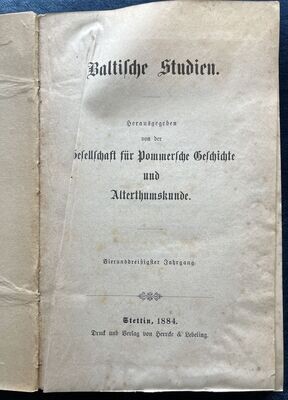 Baltische Studien.
Herausgegeben
von der
Gesellschaft für Pommersche Geschichte
und
Alterthumskunde.
Vierunddreißigster Jahrgang.
Stettin, 1884.
Druck und Verlag von Herrcke & Lebeling.